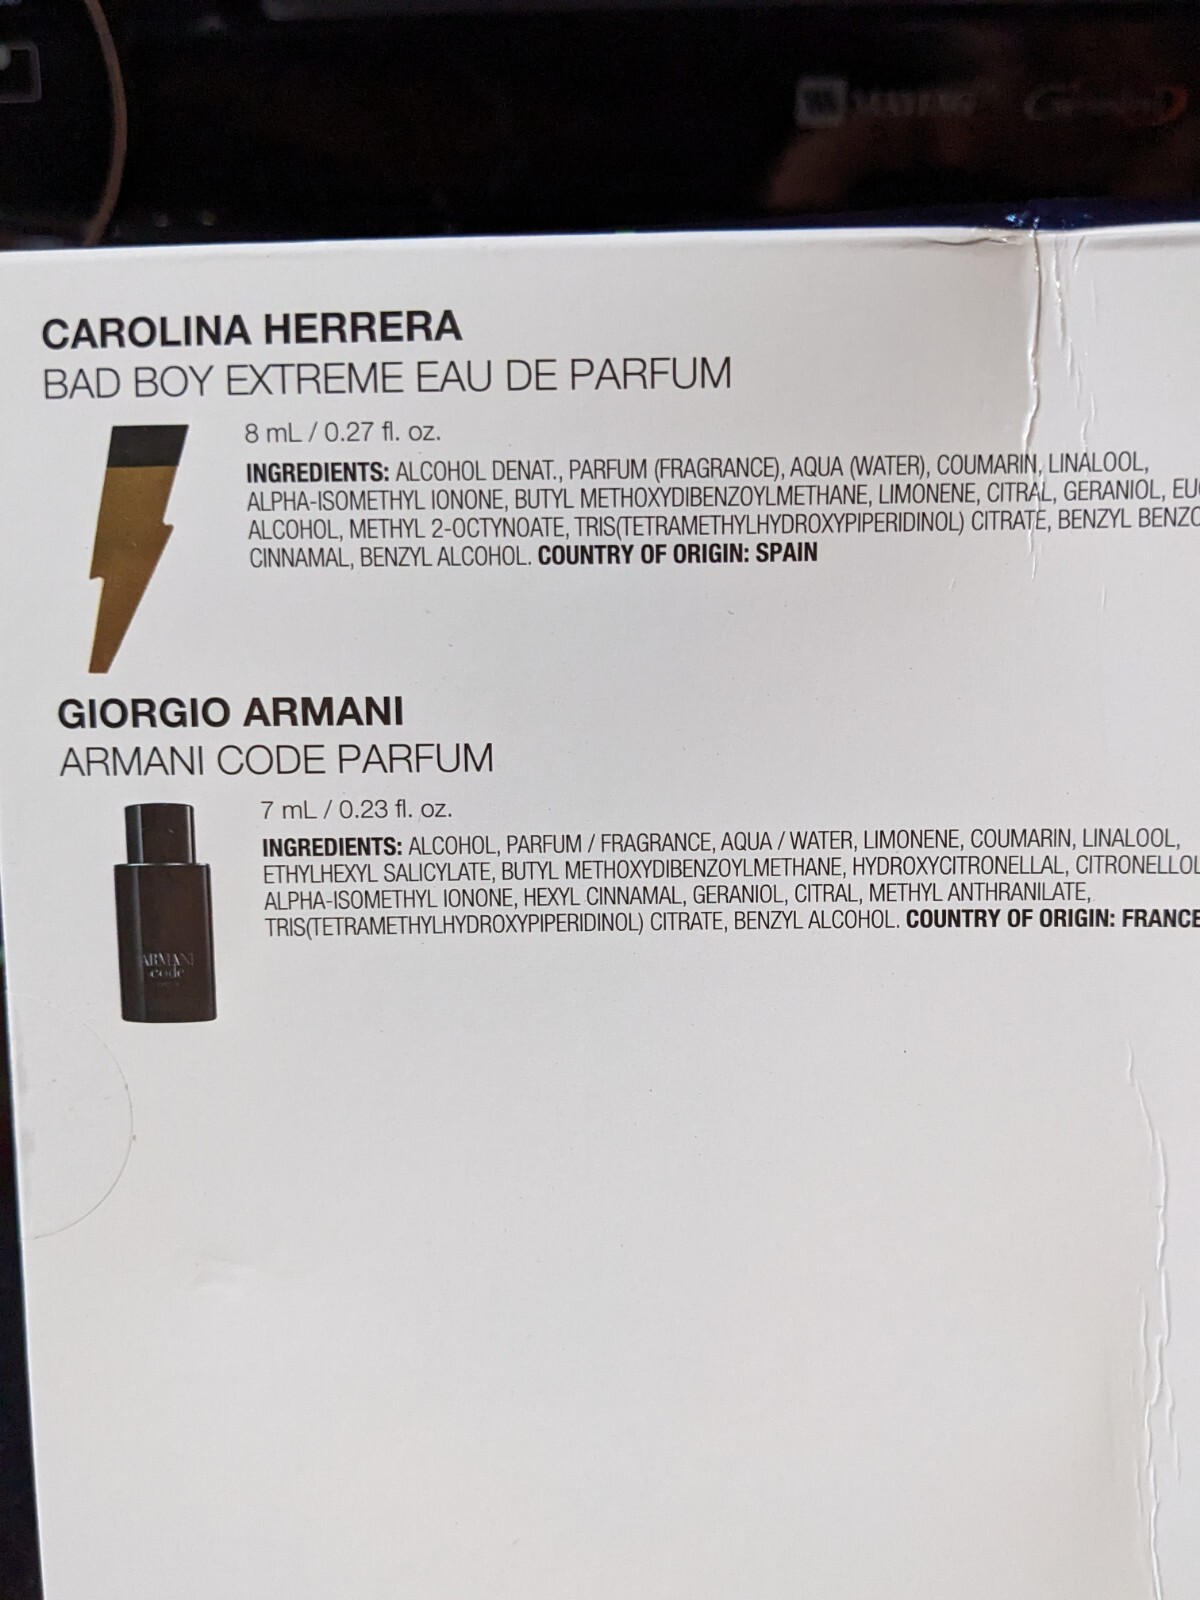 MAYTAG
CAROLINA HERRERA
BAD BOY EXTREME EAU DE PARFUM
8 mL / 0.27 fl. oz.
INGREDIENTS: ALCOHOL DENAT., PARFUM (FRAGRANCE), AQUA (WATER), COUMARIN, LINALOOL,
ALPHA-ISOMETHYL IONONE, BUTYL METHOXYDIBENZOYLMETHANE, LIMONENE, CITRAL, GERANIOL,
ALCOHOL, METHYL 2-OCTYNOATE, TRIS(TETRAMETHYLHYDROXYPIPERIDINOL) CITRATE, BENZYL
CINNAMAL, BENZYL ALCOHOL. COUNTRY OF ORIGIN: SPAIN
GIORGIO ARMANI
ARMANI CODE PARFUM
7 mL / 0.23 fl. oz.
INGREDIENTS: ALCOHOL, PARFUM / FRAGRANCE, AQUA / WATER, LIMONENE, COUMARIN, LINALOOL,
ETHYLHEXYL SALICYLATE, BUTYL METHOXYDIBENZOYLMETHANE, HYDROXYCITRONELLAL, CITRONELLOL
ALPHA-ISOMETHYL IONONE, HEXYL CINNAMAL, GERANIOL, CITRAL, METHYL ANTHRANILATE,
TRIS(TETRAMETHYLHYDROXYPIPERIDINOL) CITRATE, BENZYL ALCOHOL. COUNTRY OF ORIGIN: FRANCE
ARMANI
code